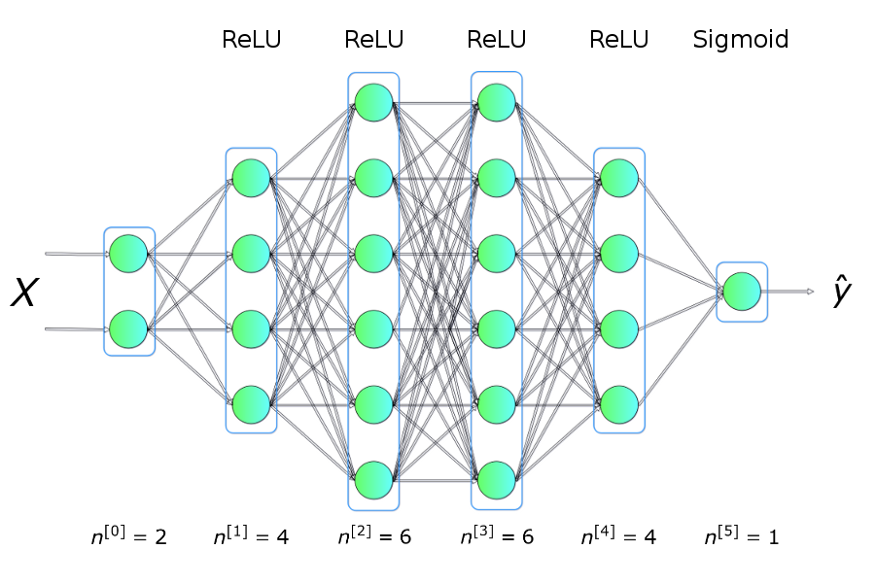 ReLU ReLU ReLU ReLU Sigmoid
X ŷ
n[0] = 2 n[1] = 4 n[2] = 6 n[3] = 6 n[4] = 4 n[5] = 1